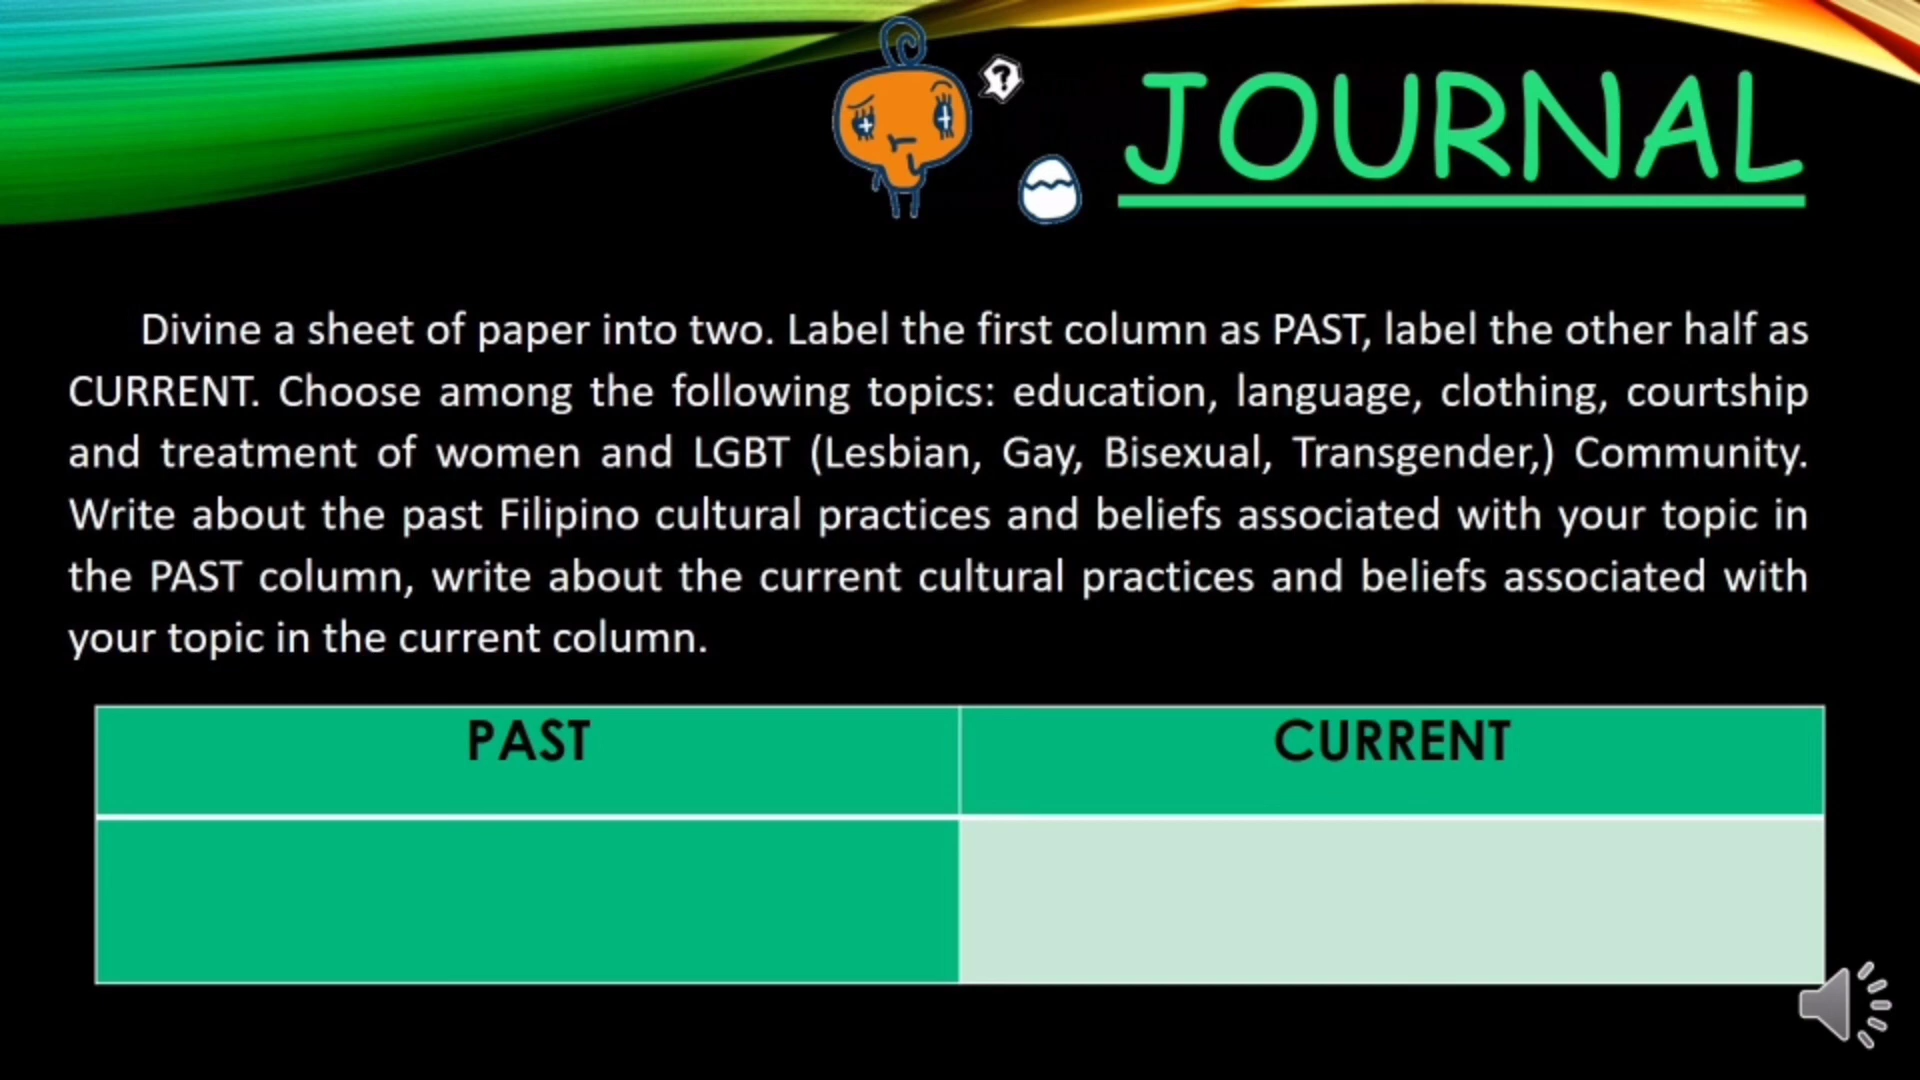 ?
JOURNAL
Divine a sheet of paper into two. Label the first column as PAST, label the other half as
CURRENT. Choose among the following topics: education, language, clothing, courtship
and treatment of women and LGBT (Lesbian, Gay, Bisexual, Transgender,) Community.
Write about the past Filipino cultural practices and beliefs associated with your topic in
the PAST column, write about the current cultural practices and beliefs associated with
your topic in the current column.
PAST CURRENT